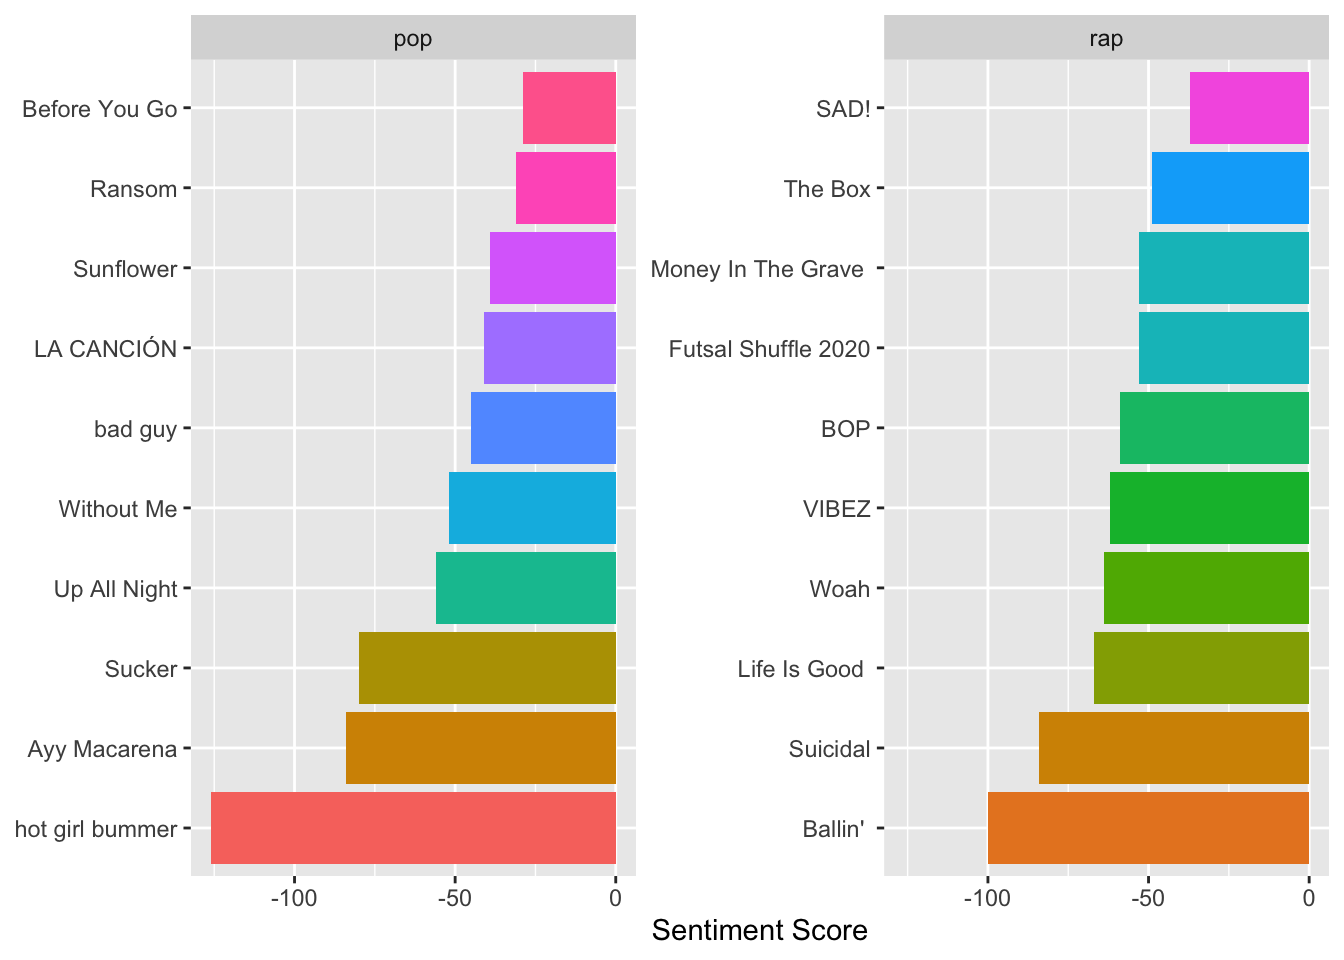 pop
Before You Go
Ransom
Sunflower
LA CANCIÓN
bad guy
Without Me
Up All Night
Sucker
Ayy Macarena
hot girl bummer
-100 -50 0
rap
SAD!
The Box
Money In The Grave
Futsal Shuffle 2020
BOP
VIBEZ
Woah
Life Is Good
Suicidal
Ballin'
-100 -50 0
Sentiment Score